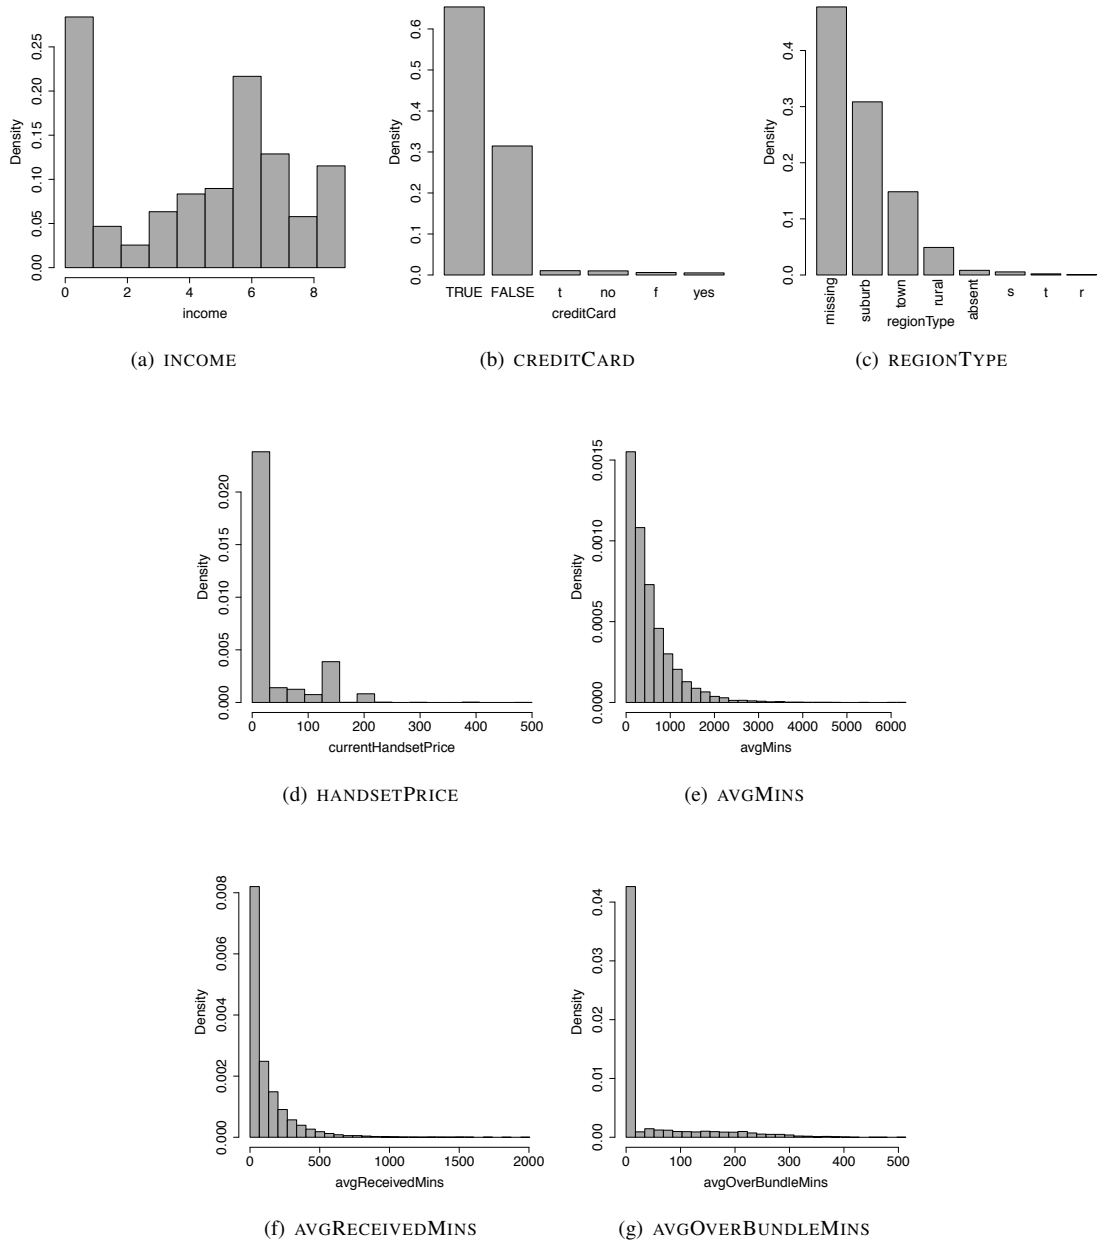 Density
0.00 0.05 0.10 0.15 0.20 0.25
0 2 4 6 8
income
(a) INCOME
Density
0.0 0.1 0.2 0.3 0.4 0.5 0.6
TRUE FALSE t no f yes
creditCard
(b) CREDITCARD
Density
0.0 0.1 0.2 0.3 0.4
missing suburb town rural absent s t r
regionType
(c) REGIONTYPE
Density
0.000 0.005 0.010 0.015 0.020
0 100 200 300 400 500
currentHandsetPrice
(d) HANDSETPRICE
Density
0.0000 0.0005 0.0010 0.0015
0 1000 2000 3000 4000 5000 6000
avgMins
(e) AVGMINS
Density
0.000 0.002 0.004 0.006 0.008
0 500 1000 1500 2000
avgReceivedMins
(f) AVGRECEIVEDMINS
Density
0.00 0.01 0.02 0.03 0.04
0 100 200 300 400 500
avgOverBundleMins
(g) AVGOVERBUNDLEMINS